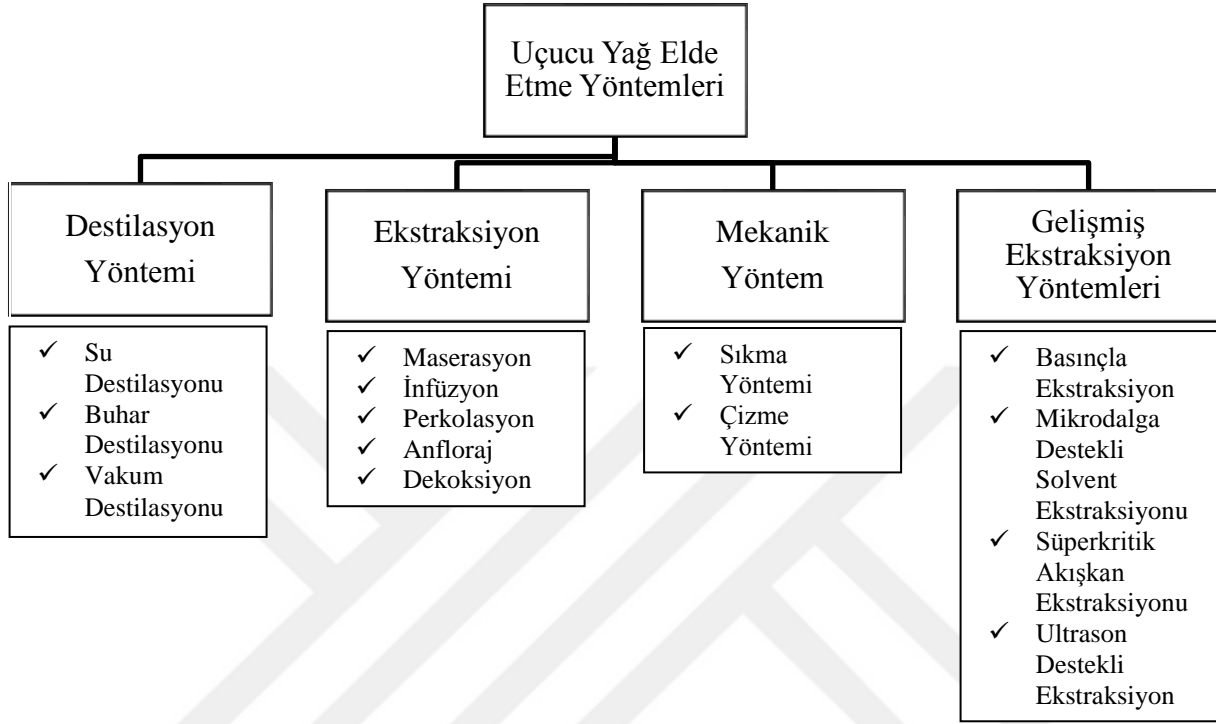 Uçucu Yağ Elde
Etme Yöntemleri
Destilasyon
Yöntemi
✓ Su
Destilasyonu
✓ Buhar
Destilasyonu
✓ Vakum
Destilasyonu
Ekstraksiyon
Yöntemi
✓ Maserasyon
✓ İnfüzyon
✓ Perkolasyon
✓ Anfloraj
✓ Dekoksiyon
Mekanik
Yöntem
✓ Sıkma
Yöntemi
✓ Çizme
Yöntemi
Gelişmiş
Ekstraksiyon
Yöntemleri
✓ Basınçla
Ekstraksiyon
✓ Mikrodalga
Destekli
Solvent
Ekstraksiyonu
✓ Süperkritik
Akışkan
Ekstraksiyonu
✓ Ultrason
Destekli
Ekstraksiyon